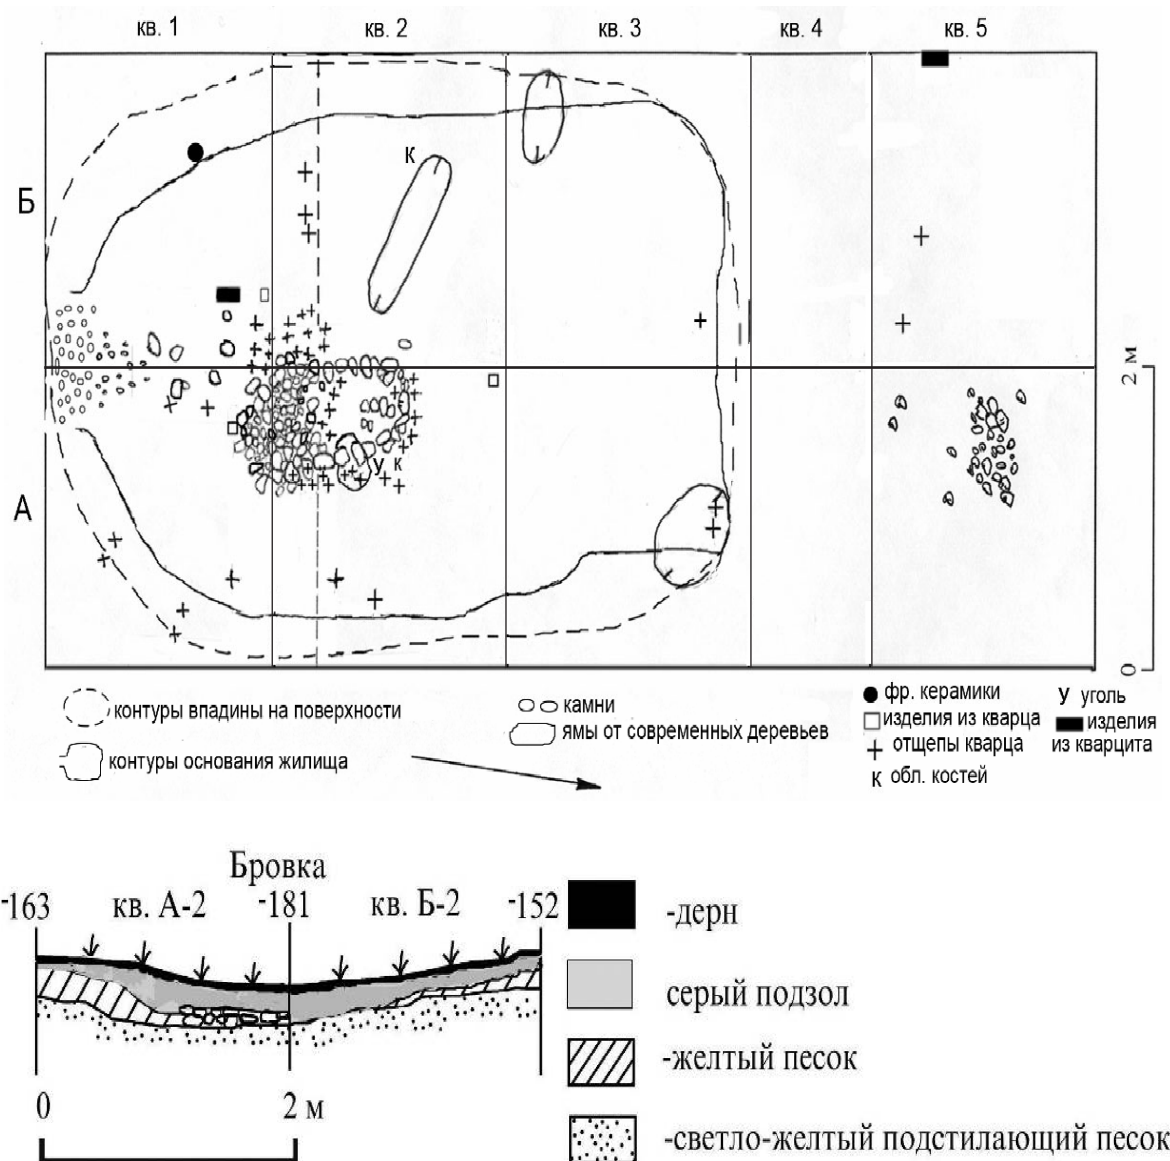 кв. 1 кв. 2 кв. 3 кв. 4 кв. 5
Б
К
2 м
У к
А
0
контуры впадины на поверхности
контуры основания жилища
камни
ямы от современных деревьев
фр. керамики
изделия из кварца
отщепы кварца
К обл. костей
У уголь
изделия
из кварцита
Бровка
-163 кв. А-2 -181 кв. Б-2 -152
-дерн
серый подзол
-желтый песок
-светло-желтый подстилающий песок
0 2 м